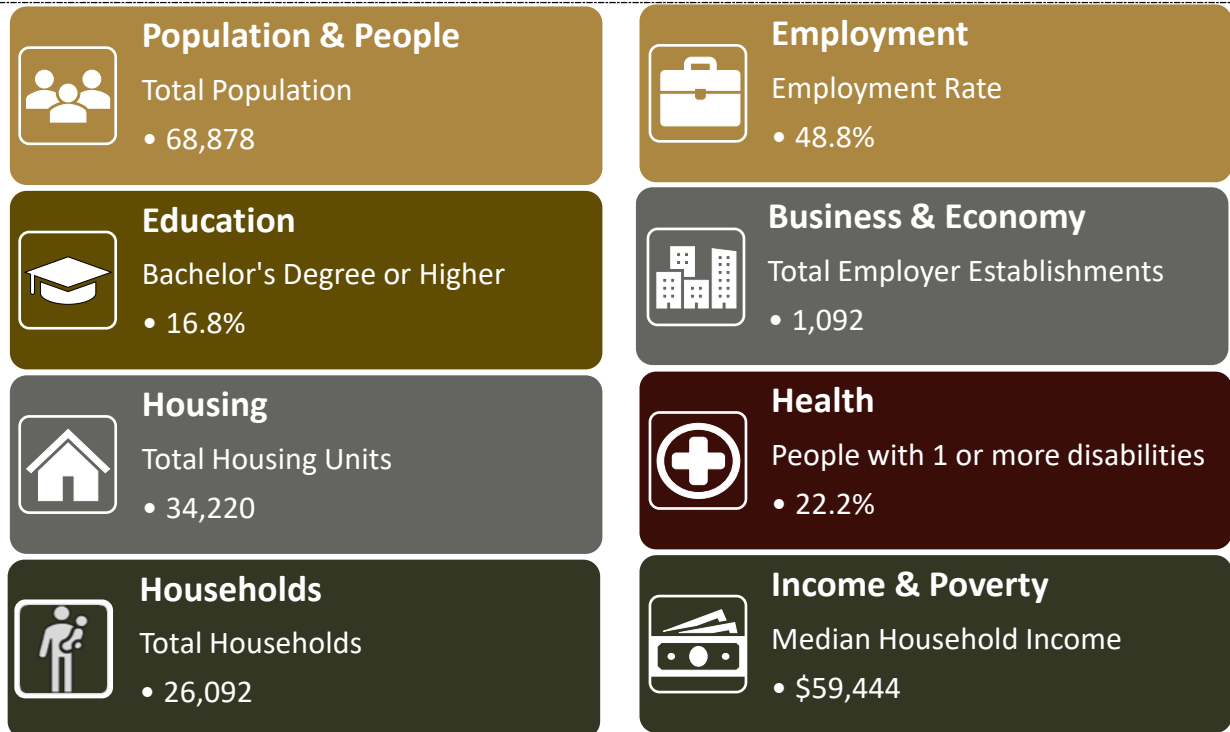 Population & People
Total Population
• 68,878
Employment
Employment Rate
• 48.8%
Education
Bachelor's Degree or Higher
• 16.8%
Business & Economy
Total Employer Establishments
• 1,092
Housing
Total Housing Units
• 34,220
Health
People with 1 or more disabilities
• 22.2%
Households
Total Households
• 26,092
Income & Poverty
Median Household Income
• $59,444